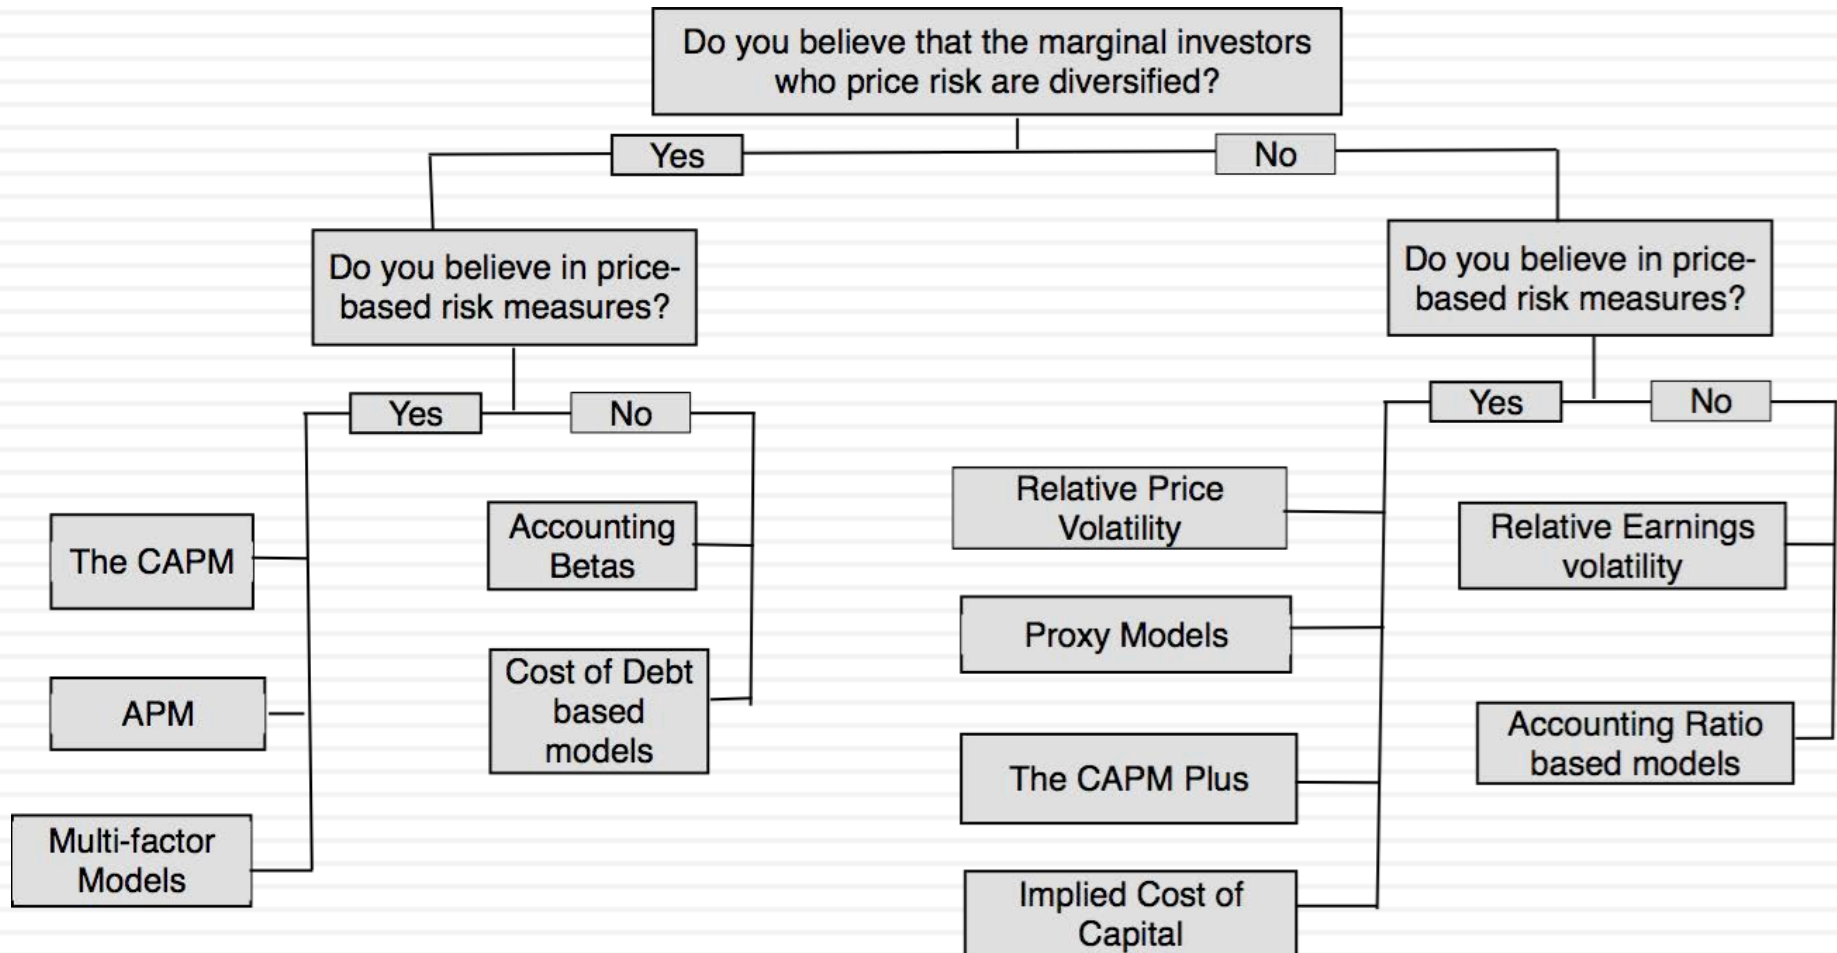 Do you believe that the marginal investors
who price risk are diversified?
Yes
No
Do you believe in price-
based risk measures?
Do you believe in price-
based risk measures?
Yes
No
Yes
No
The CAPM
APM
Multi-factor
Models
Accounting
Betas
Cost of Debt
based
models
Relative Price
Volatility
Proxy Models
The CAPM Plus
Implied Cost of
Capital
Relative Earnings
volatility
Accounting Ratio
based models